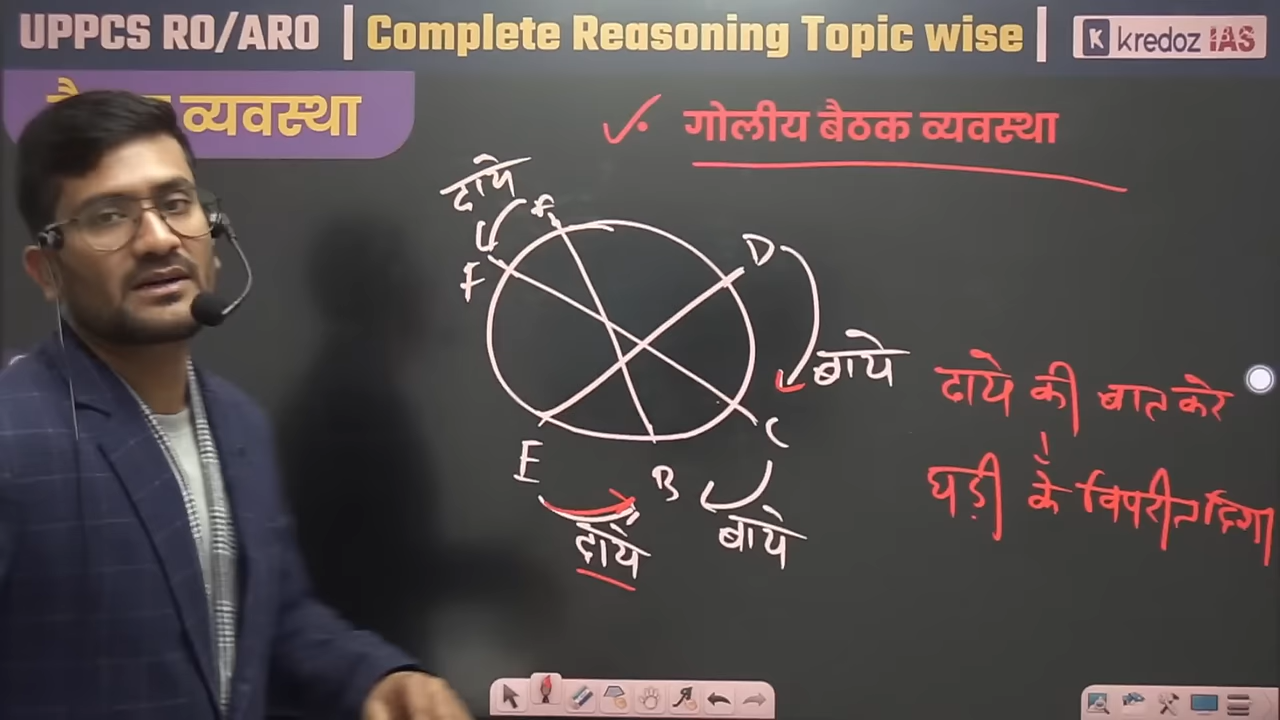 UPPCS RO/ARO | Complete Reasoning Topic wise |
K kredoz IAS
व्यवस्था
गोलीय बैठक व्यवस्था
दाये
A
D
F
बाये
दाये की बात करे
C
E
B
घड़ी के विपरीत दिशा
दाये
बाये